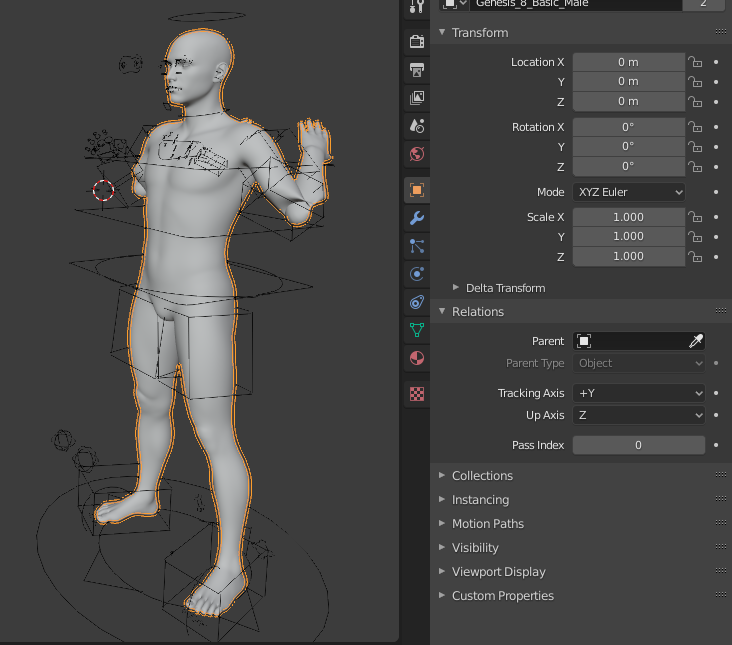 Genesis_8_Basic_Male 2
Transform
Location X 0 m
Y 0 m
Z 0 m
Rotation X 0°
Y 0°
Z 0°
Mode XYZ Euler
Scale X 1.000
Y 1.000
Z 1.000
Delta Transform
Relations
Parent
Parent Type Object
Tracking Axis +Y
Up Axis Z
Pass Index 0
Collections
Instancing
Motion Paths
Visibility
Viewport Display
Custom Properties